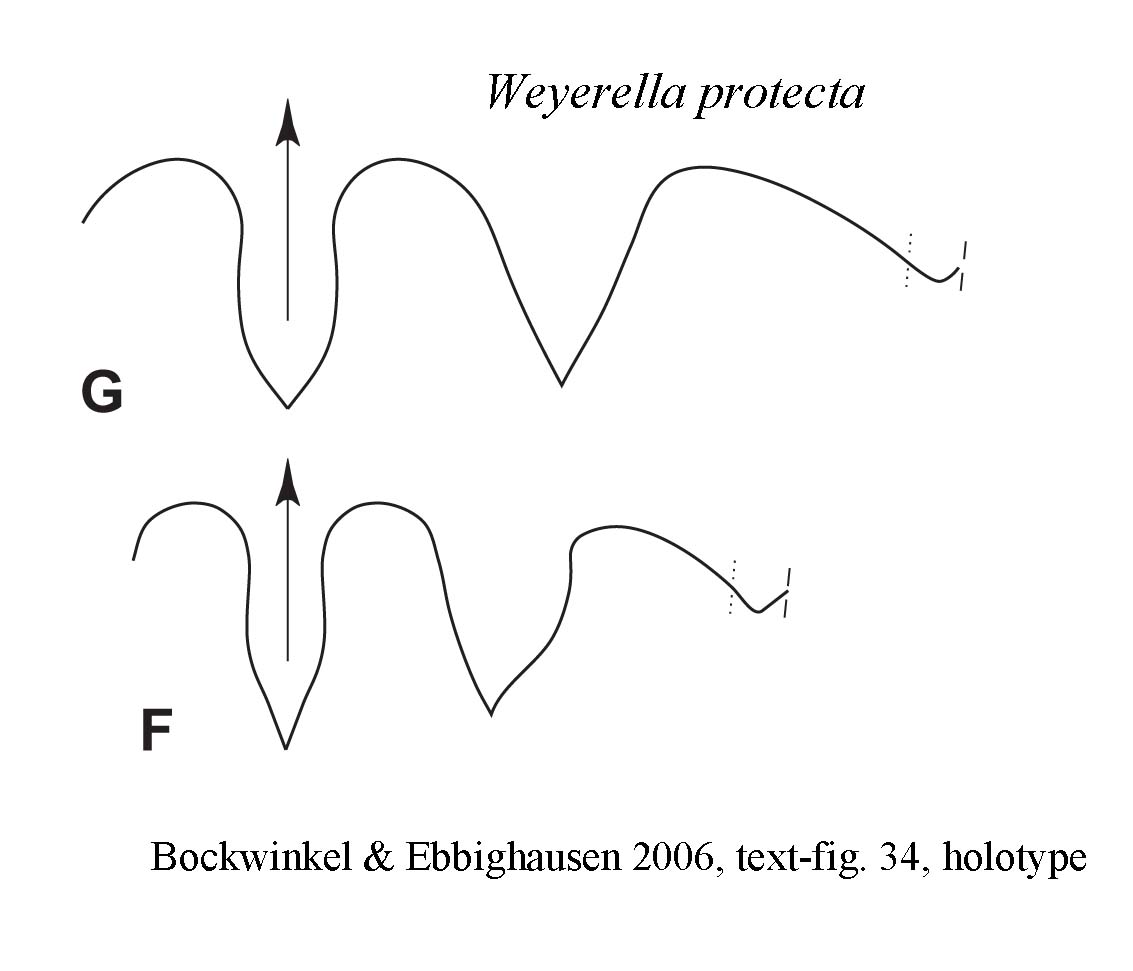 Weyerella protecta
G
F
Bockwinkel & Ebbighausen 2006, text-fig. 34, holotype